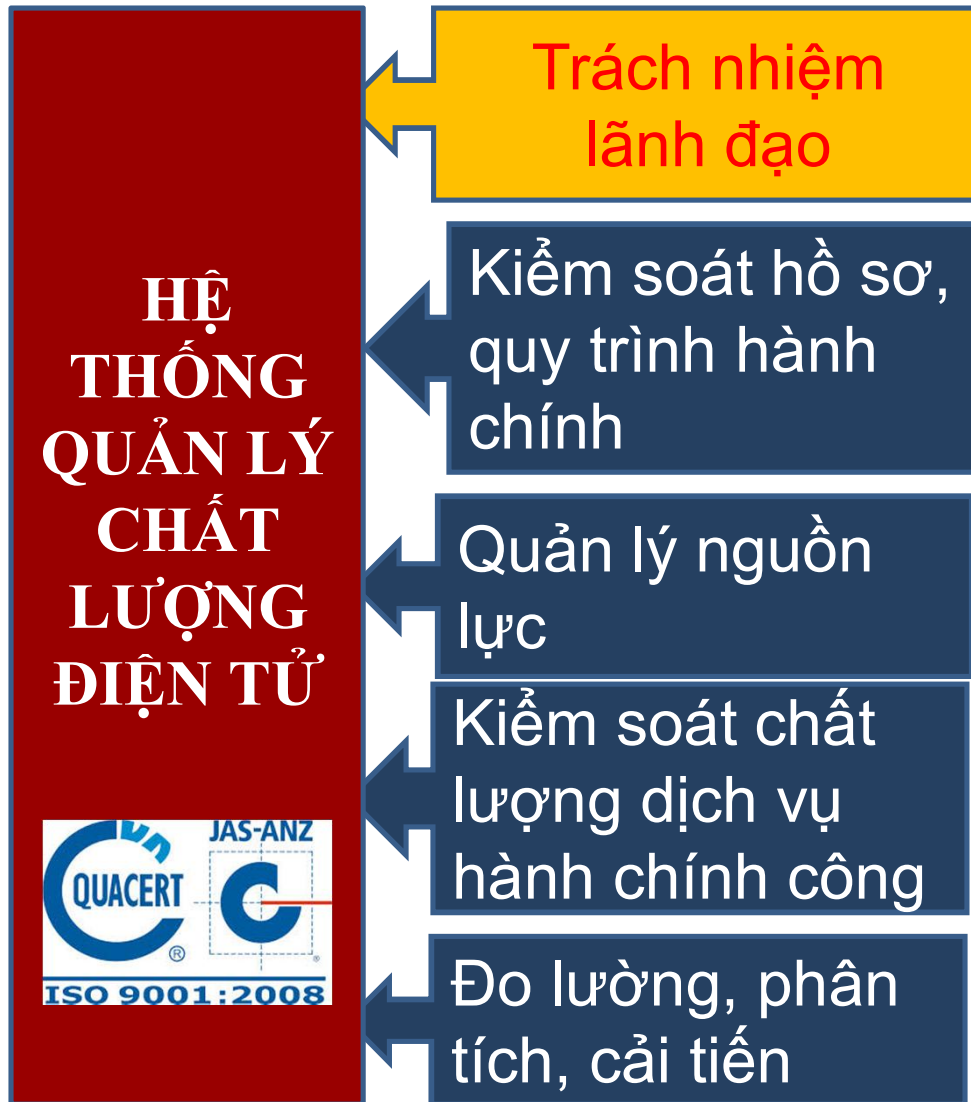 HỆ
THỐNG
QUẢN LÝ
CHẤT
LƯỢNG
ĐIỆN TỬ
JAS-ANZ
QUACERT
®
®
ISO 9001:2008
Trách nhiệm
lãnh đạo
Kiểm soát hồ sơ,
quy trình hành
chính
Quản lý nguồn
lực
Kiểm soát chất
lượng dịch vụ
hành chính công
Đo lường, phân
tích, cải tiến